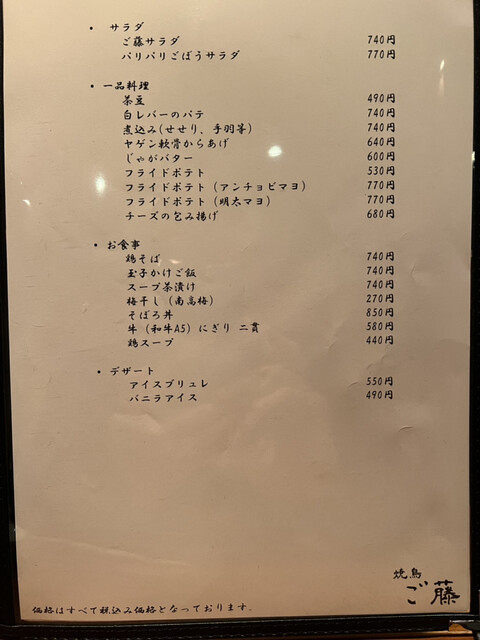 ・ サラダ
ご藤サラダ 740円
パリパリごぼうサラダ 770円
・ 一品料理
茶豆 490円
白レバーのパテ 740円
煮込み(せせり、手羽等) 740円
ヤゲン軟骨からあげ 640円
じゃがバター 600円
フライドポテト 530円
フライドポテト(アンチョビマヨ) 770円
フライドポテト(明太マヨ) 770円
チーズの包み揚げ 680円
・ お食事
鶏そば 740円
玉子かけご飯 740円
スープ茶漬け 740円
梅干し(南高梅) 270円
そぼろ丼 850円
牛(和牛A5)にぎり 二貫 580円
鶏スープ 440円
・ デザート
アイスブリュレ 550円
バニラアイス 490円
焼鳥
ご藤
価格はすべて税込み価格となっております.